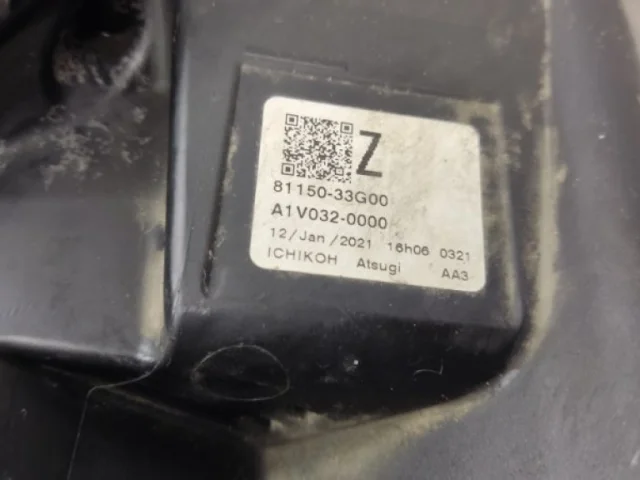 Z
81150-33G00
A1V032-0000
12/Jan/2021 16h06 0321
ICHIKOH Atsugi AA3